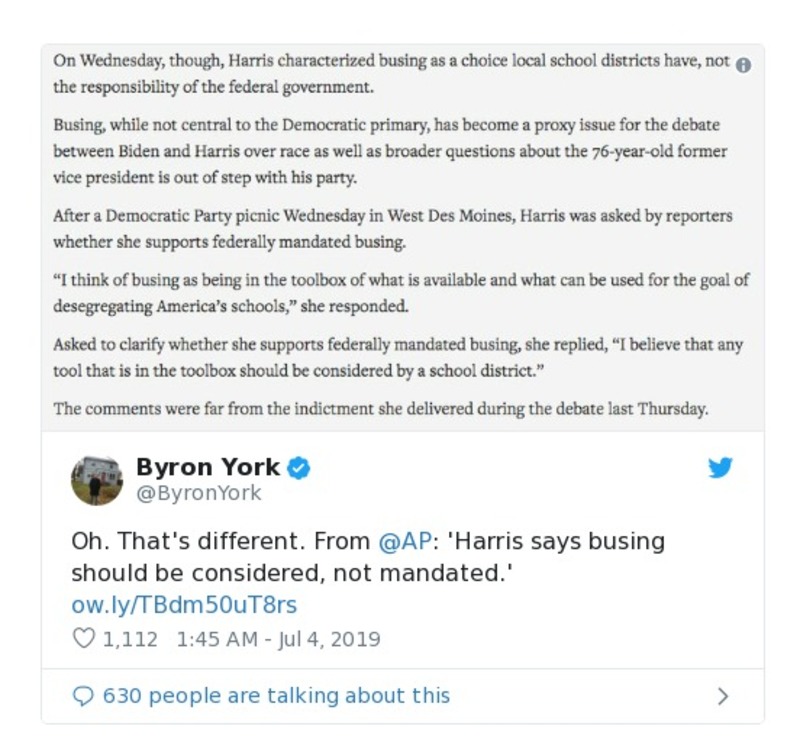 On Wednesday, though, Harris characterized busing as a choice local school districts have, not
the responsibility of the federal government.
Busing, while not central to the Democratic primary, has become a proxy issue for the debate
between Biden and Harris over race as well as broader questions about the 76-year-old former
vice president is out of step with his party.
After a Democratic Party picnic Wednesday in West Des Moines, Harris was asked by reporters
whether she supports federally mandated busing.
“I think of busing as being in the toolbox of what is available and what can be used for the goal of
desegregating America’s schools,” she responded.
Asked to clarify whether she supports federally mandated busing, she replied, “I believe that any
tool that is in the toolbox should be considered by a school district.”
The comments were far from the indictment she delivered during the debate last Thursday.
Byron York
@ByronYork
Oh. That's different. From @AP: 'Harris says busing
should be considered, not mandated.'
ow.ly/TBdm50uT8rs
1,112 1:45 AM - Jul 4, 2019
630 people are talking about this